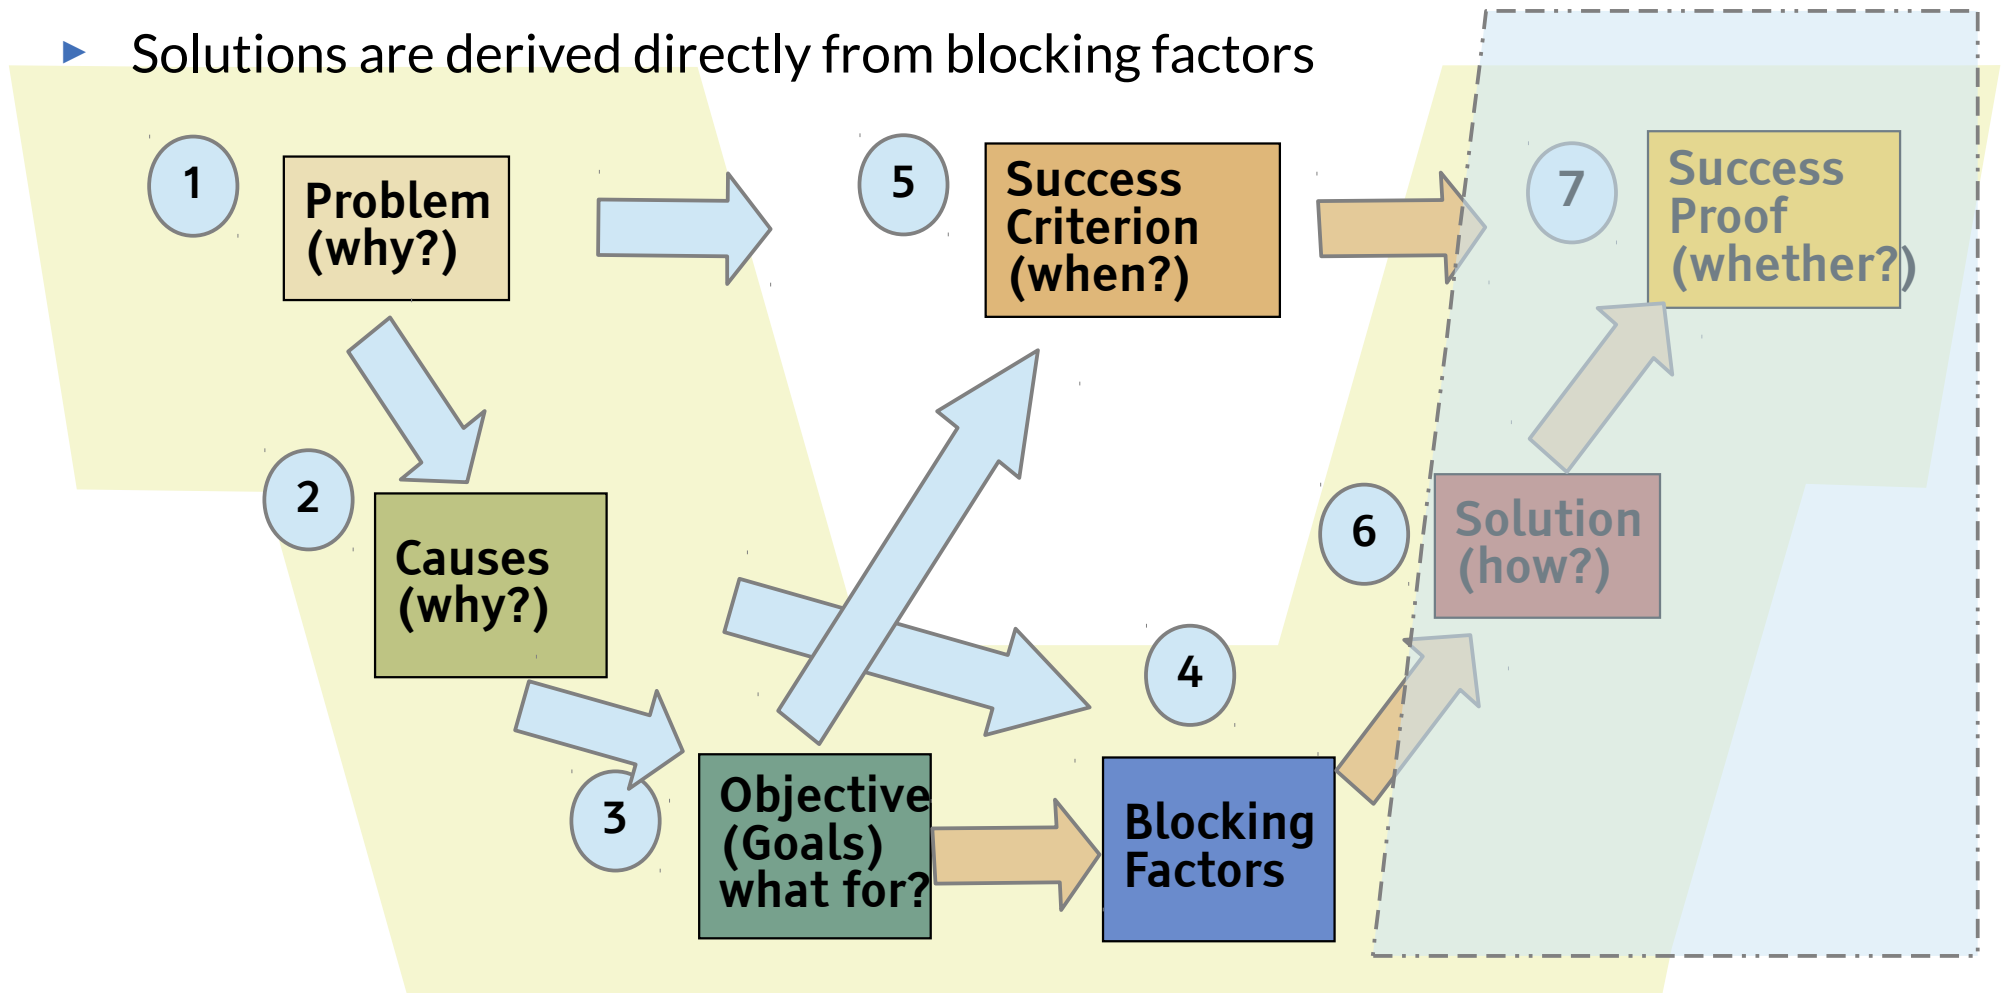 ► Solutions are derived directly from blocking factors
1
Problem
(why?)
5
Success
Criterion
(when?)
7
Success
Proof
(whether?)
2
Causes
(why?)
6
Solution
(how?)
4
3
Objective
(Goals)
what for?
Blocking
Factors